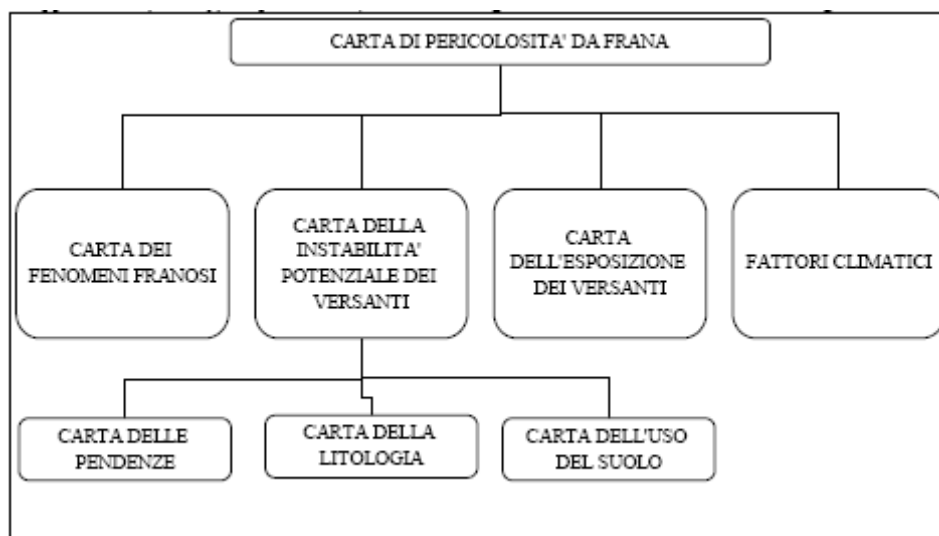 CARTA DI PERICOLOSITA' DA FRANA
CARTA DEI
FENOMENI FRANOSI
CARTA DELLA
INSTABILITA'
POTENZIALE DEI
VERSANTI
CARTA
DELL'ESPOSIZIONE
DEI VERSANTI
FATTORI CLIMATICI
CARTA DELLE
PENDENZE
CARTA DELLA
LITOLOGIA
CARTA DELL'USO
DEL SUOLO